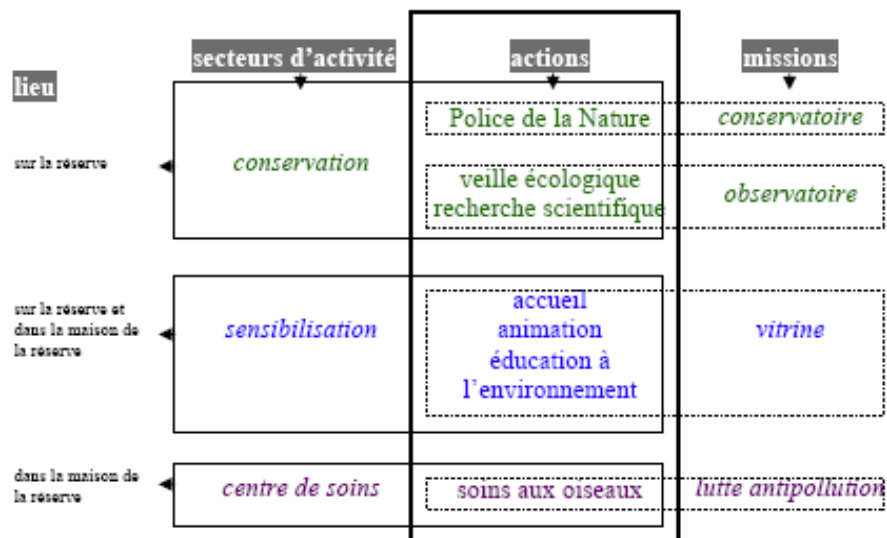 secteurs d’activité actions missions
lieu
Police de la Nature conservatoire
sur la réserve conservation
veille écologique
recherche scientifique observatoire
sur la réserve et
dans la maison de
la réserve
sensibilisation
accueil
animation
éducation à
l’environnement
vitrine
dans la maison de
la réserve
centre de soins soins aux oiseaux lutte antipollution